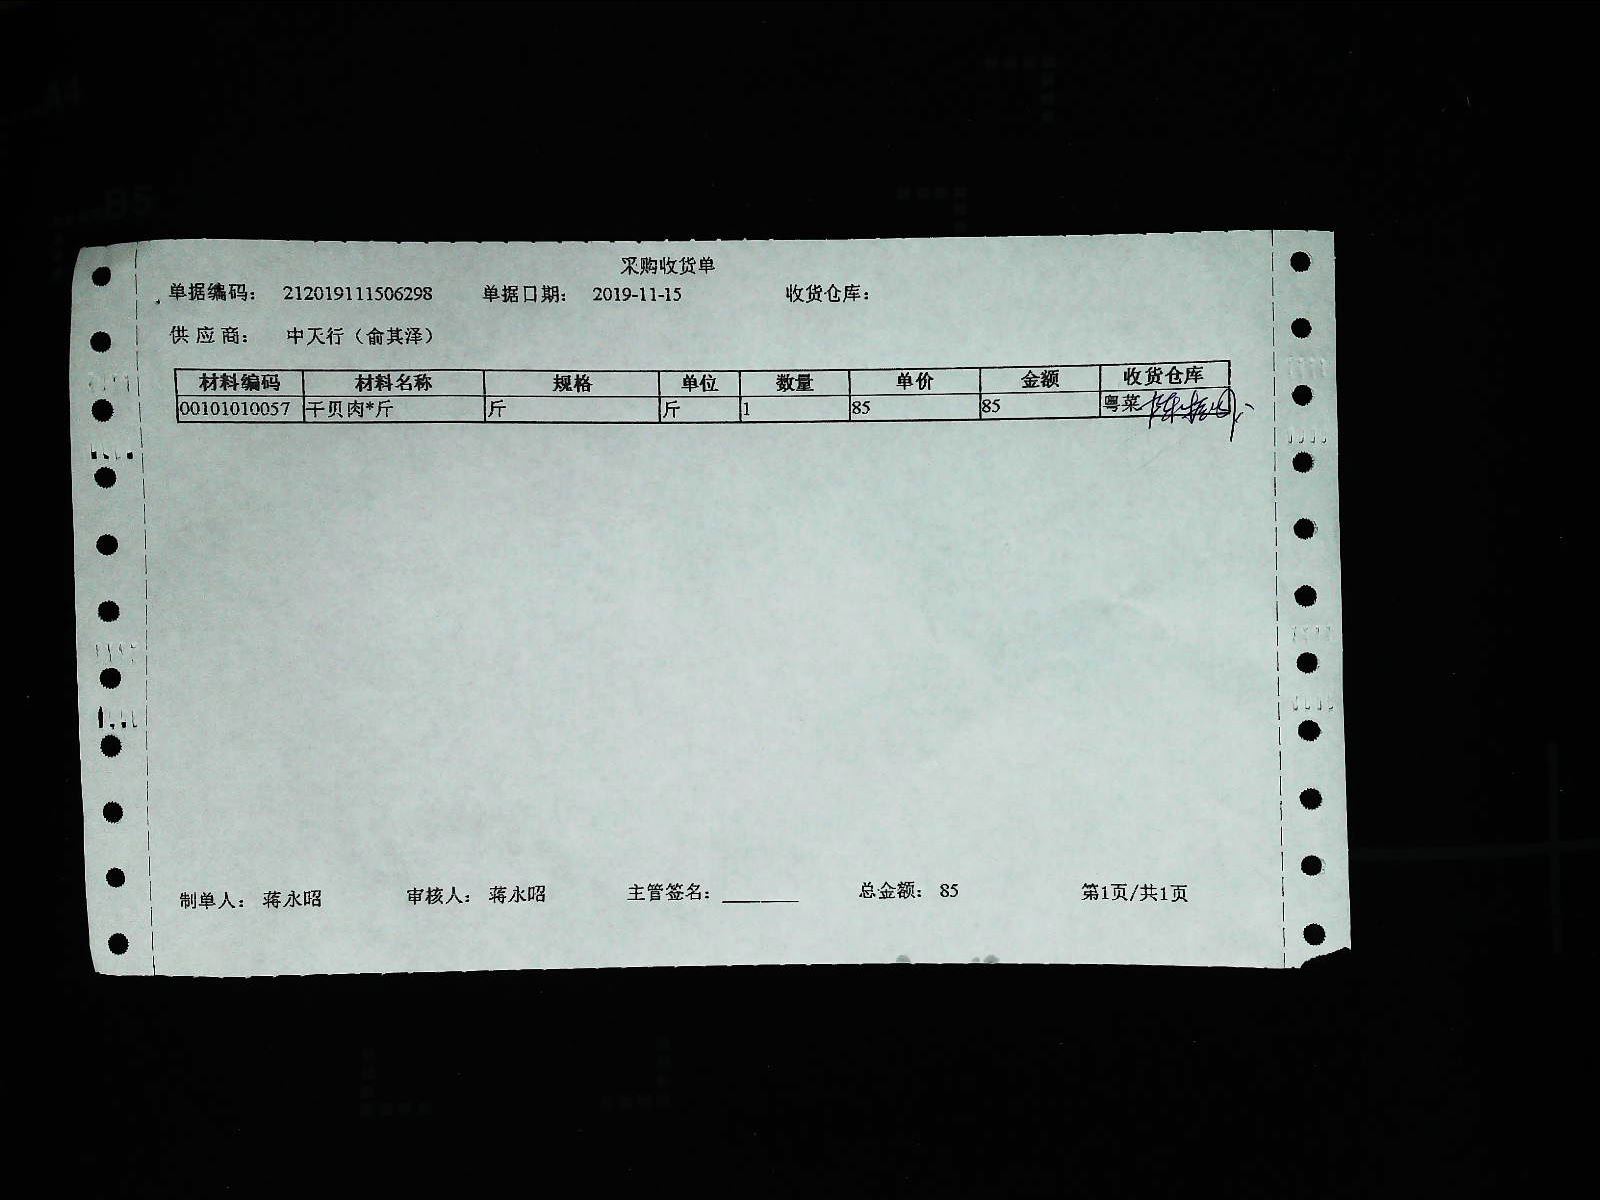 采购收货单
单据编码： 212019111506298 单据日期： 2019-11-15 收货仓库：
供 应 商： 中天行（俞其泽）
材料编码 材料名称 规格 单位 数量 单价 金额 收货仓库
00101010057 干贝肉*斤 斤 斤 1 85 85 粤菜
制单人： 蒋永昭 审核人： 蒋永昭 主管签名： 总金额： 85 第1页/共1页